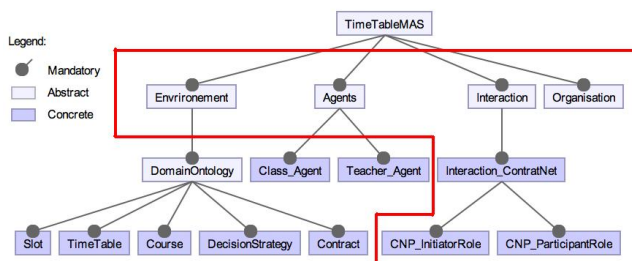 TimeTableMAS
Legend:
Mandatory
Abstract
Concrete
Envrironement
Agents
Interaction
Organisation
DomainOntology
Class_Agent
Teacher_Agent
Interaction_ContratNet
Slot
TimeTable
Course
DecisionStrategy
Contract
CNP_InitiatorRole
CNP_ParticipantRole